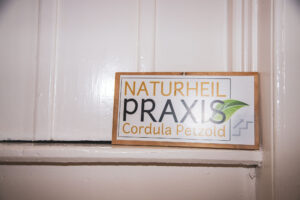 NATURHEIL
PRAXIS
Cordula Petzold